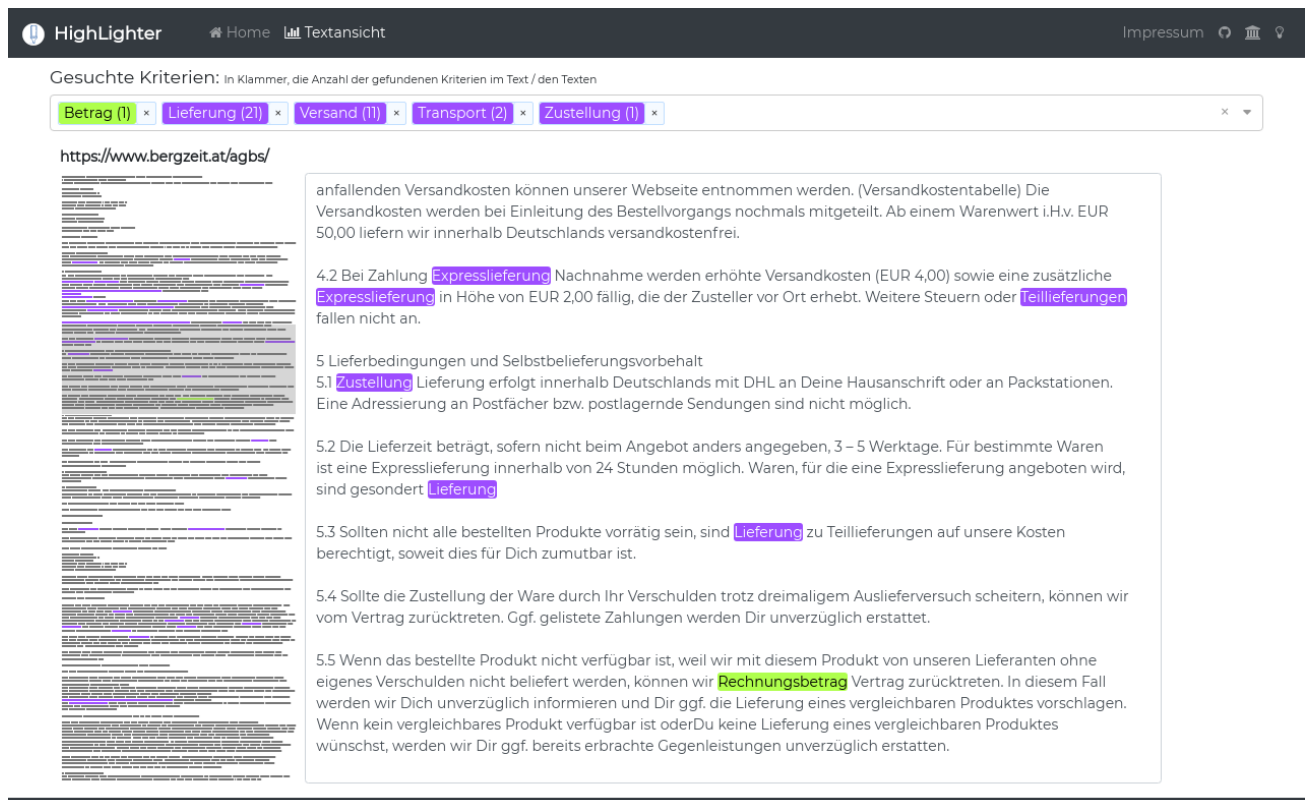 HighLighter
Home
Textansicht
Impressum
Gesuchte Kriterien: In Klammer, die Anzahl der gefundenen Kriterien im Text / den Texten
Betrag (1) × Lieferung (21) × Versand (11) × Transport (2) × Zustellung (1) × ×
https://www.bergzeit.at/agbs/
anfallenden Versandkosten können unserer Webseite entnommen werden. (Versandkostentabelle) Die
Versandkosten werden bei Einleitung des Bestellvorgangs nochmals mitgeteilt. Ab einem Warenwert i.H.v. EUR
50,00 liefern wir innerhalb Deutschlands versandkostenfrei.
4.2 Bei Zahlung Expresslieferung Nachnahme werden erhöhte Versandkosten (EUR 4,00) sowie eine zusätzliche
Expresslieferung in Höhe von EUR 2,00 fällig, die der Zusteller vor Ort erhebt. Weitere Steuern oder Teillieferungen
fallen nicht an.
5 Lieferbedingungen und Selbstbelieferungsvorbehalt
5.1 Zustellung Lieferung erfolgt innerhalb Deutschlands mit DHL an Deine Hausanschrift oder an Packstationen.
Eine Adressierung an Postfächer bzw. postlagernde Sendungen sind nicht möglich.
5.2 Die Lieferzeit beträgt, sofern nicht beim Angebot anders angegeben, 3 – 5 Werktage. Für bestimmte Waren
ist eine Expresslieferung innerhalb von 24 Stunden möglich. Waren, für die eine Expresslieferung angeboten wird,
sind gesondert Lieferung
5.3 Sollten nicht alle bestellten Produkte vorrätig sein, sind Lieferung zu Teillieferungen auf unsere Kosten
berechtigt, soweit dies für Dich zumutbar ist.
5.4 Sollte die Zustellung der Ware durch Ihr Verschulden trotz dreimaligem Auslieferversuch scheitern, können wir
vom Vertrag zurücktreten. Ggf. gelistete Zahlungen werden Dir unverzüglich erstattet.
5.5 Wenn das bestellte Produkt nicht verfügbar ist, weil wir mit diesem Produkt von unseren Lieferanten ohne
eigenes Verschulden nicht beliefert werden, können wir Rechnungsbetrag Vertrag zurücktreten. In diesem Fall
werden wir Dich unverzüglich informieren und Dir ggf. die Lieferung eines vergleichbaren Produktes vorschlagen.
Wenn kein vergleichbares Produkt verfügbar ist oderDu keine Lieferung eines vergleichbaren Produktes
wünschst, werden wir Dir ggf. bereits erbrachte Gegenleistungen unverzüglich erstatten.